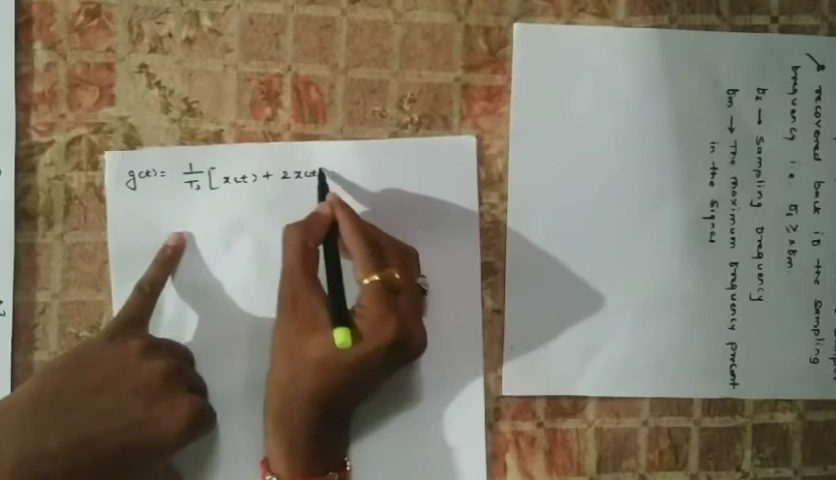 g(t) = 1/Ts [x(t) + 2x(t
recovered back is the sampling
frequency i.e. fs ≥ 2fm.
fs → sampling frequency
fm → The maximum frequency present
in the signal